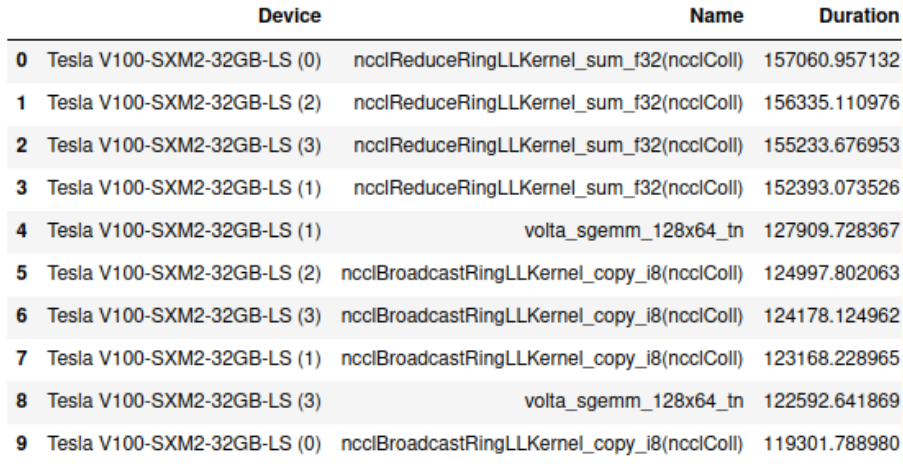 Device Name Duration
0 Tesla V100-SXM2-32GB-LS (0) ncclReduceRingLLKernel_sum_f32(ncclColl) 157060.957132
1 Tesla V100-SXM2-32GB-LS (2) ncclReduceRingLLKernel_sum_f32(ncclColl) 156335.110976
2 Tesla V100-SXM2-32GB-LS (3) ncclReduceRingLLKernel_sum_f32(ncclColl) 155233.676953
3 Tesla V100-SXM2-32GB-LS (1) ncclReduceRingLLKernel_sum_f32(ncclColl) 152393.073526
4 Tesla V100-SXM2-32GB-LS (1) volta_sgemm_128x64_tn 127909.728367
5 Tesla V100-SXM2-32GB-LS (2) ncclBroadcastRingLLKernel_copy_i8(ncclColl) 124997.802063
6 Tesla V100-SXM2-32GB-LS (3) ncclBroadcastRingLLKernel_copy_i8(ncclColl) 124178.124962
7 Tesla V100-SXM2-32GB-LS (1) ncclBroadcastRingLLKernel_copy_i8(ncclColl) 123168.228965
8 Tesla V100-SXM2-32GB-LS (3) volta_sgemm_128x64_tn 122592.641869
9 Tesla V100-SXM2-32GB-LS (0) ncclBroadcastRingLLKernel_copy_i8(ncclColl) 119301.788980